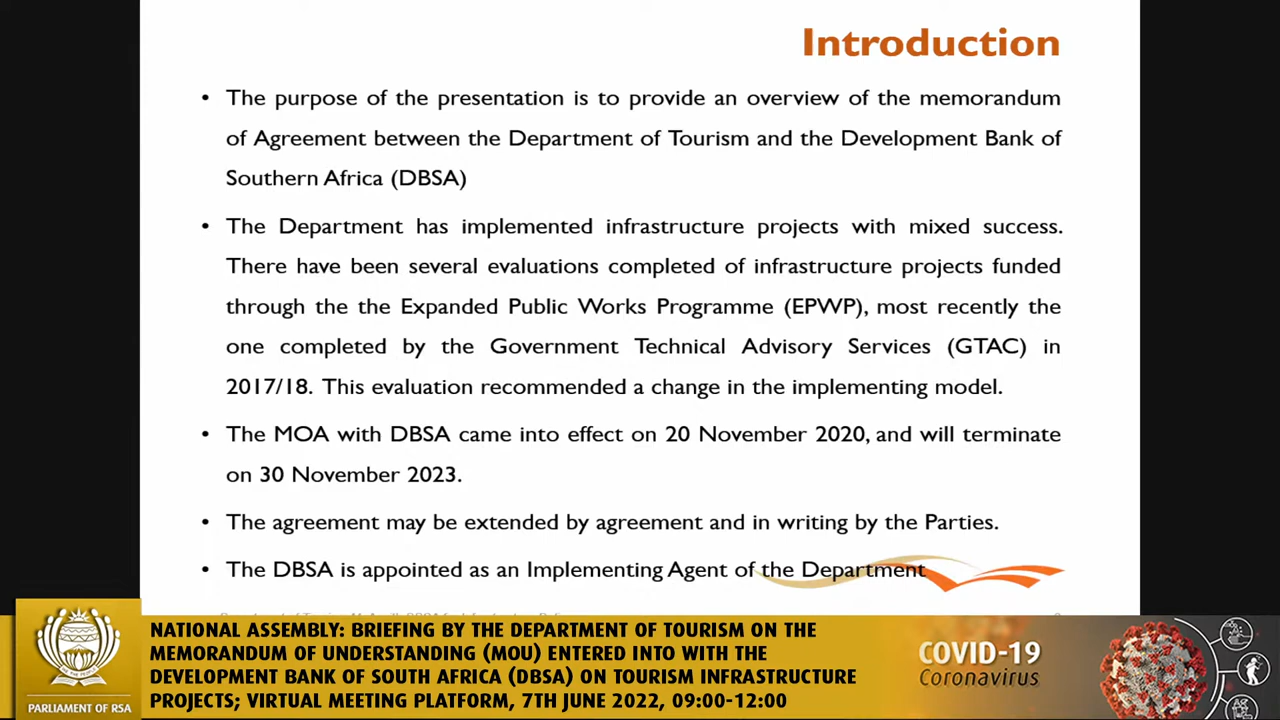 Introduction
• The purpose of the presentation is to provide an overview of the memorandum
of Agreement between the Department of Tourism and the Development Bank of
Southern Africa (DBSA)
• The Department has implemented infrastructure projects with mixed success.
There have been several evaluations completed of infrastructure projects funded
through the the Expanded Public Works Programme (EPWP), most recently the
one completed by the Government Technical Advisory Services (GTAC) in
2017/18. This evaluation recommended a change in the implementing model.
• The MOA with DBSA came into effect on 20 November 2020, and will terminate
on 30 November 2023.
• The agreement may be extended by agreement and in writing by the Parties.
• The DBSA is appointed as an Implementing Agent of the Department
NATIONAL ASSEMBLY: BRIEFING BY THE DEPARTMENT OF TOURISM ON THE
MEMORANDUM OF UNDERSTANDING (MOU) ENTERED INTO WITH THE
DEVELOPMENT BANK OF SOUTH AFRICA (DBSA) ON TOURISM INFRASTRUCTURE
PROJECTS; VIRTUAL MEETING PLATFORM, 7TH JUNE 2022, 09:00-12:00
PARLIAMENT OF RSA
COVID-19
Coronavirus